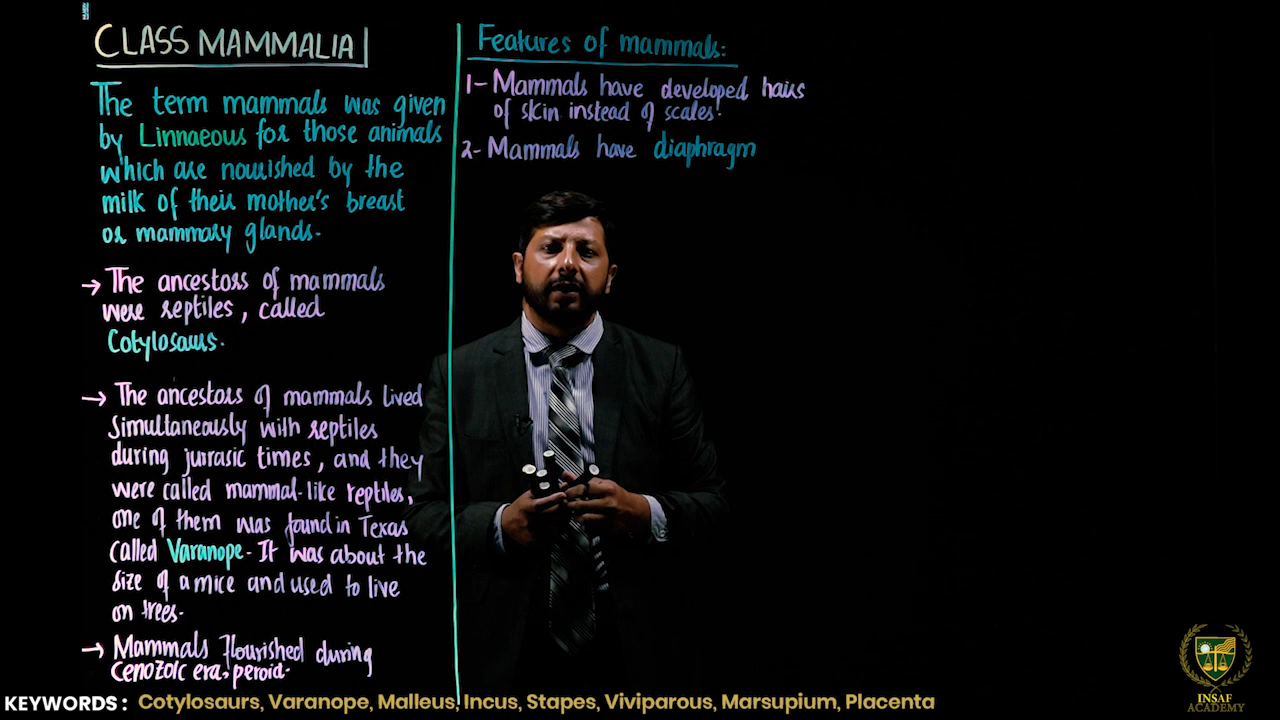 CLASS MAMMALIA
The term mammals was given
by Linnaeous for those animals
which are nourished by the
milk of their mother's breast
or mammary glands.
→ The ancestors of mammals
were reptiles, called
Cotylosaurs.
→ The ancestors of mammals lived
Simultaneously with reptiles
during jurrasic times, and they
were called mammal-like reptiles,
one of them was found in Texas
called Varanope. It was about the
size of a mice and used to live
on trees.
→ Mammals flourished during
Cenozoic era, peroid.
Features of mammals:
1- Mammals have developed hairs
of skin instead of scales.
2- Mammals have diaphragm
KEYWORDS: Cotylosaurs, Varanope, Malleus, Incus, Stapes, Viviparous, Marsupium, Placenta
INSAF
ACADEMY